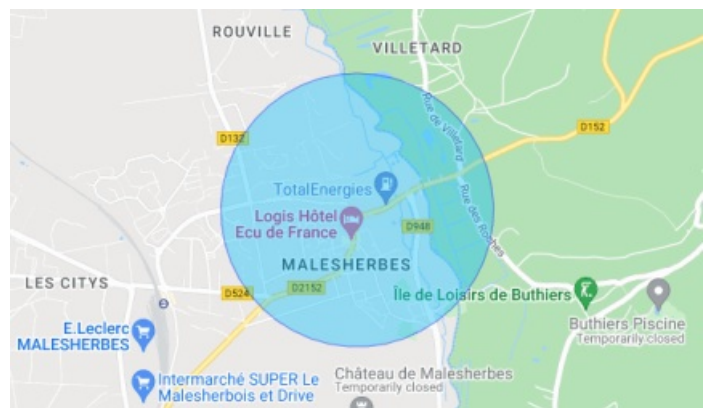 ROUVILLE
VILLETARD
Rue de Villetard
D152
D132
TotalEnergies
Rue des Roches
Logis Hôtel
Ecu de France
D948
MALESHERBES
LES CITYS
D524
D2152
Île de Loisirs de Buthiers
E.Leclerc
MALESHERBES
Buthiers Piscine
Temporarily closed
Château de Malesherbes
Temporarily closed
Intermarché SUPER Le
Malesherbois et Drive